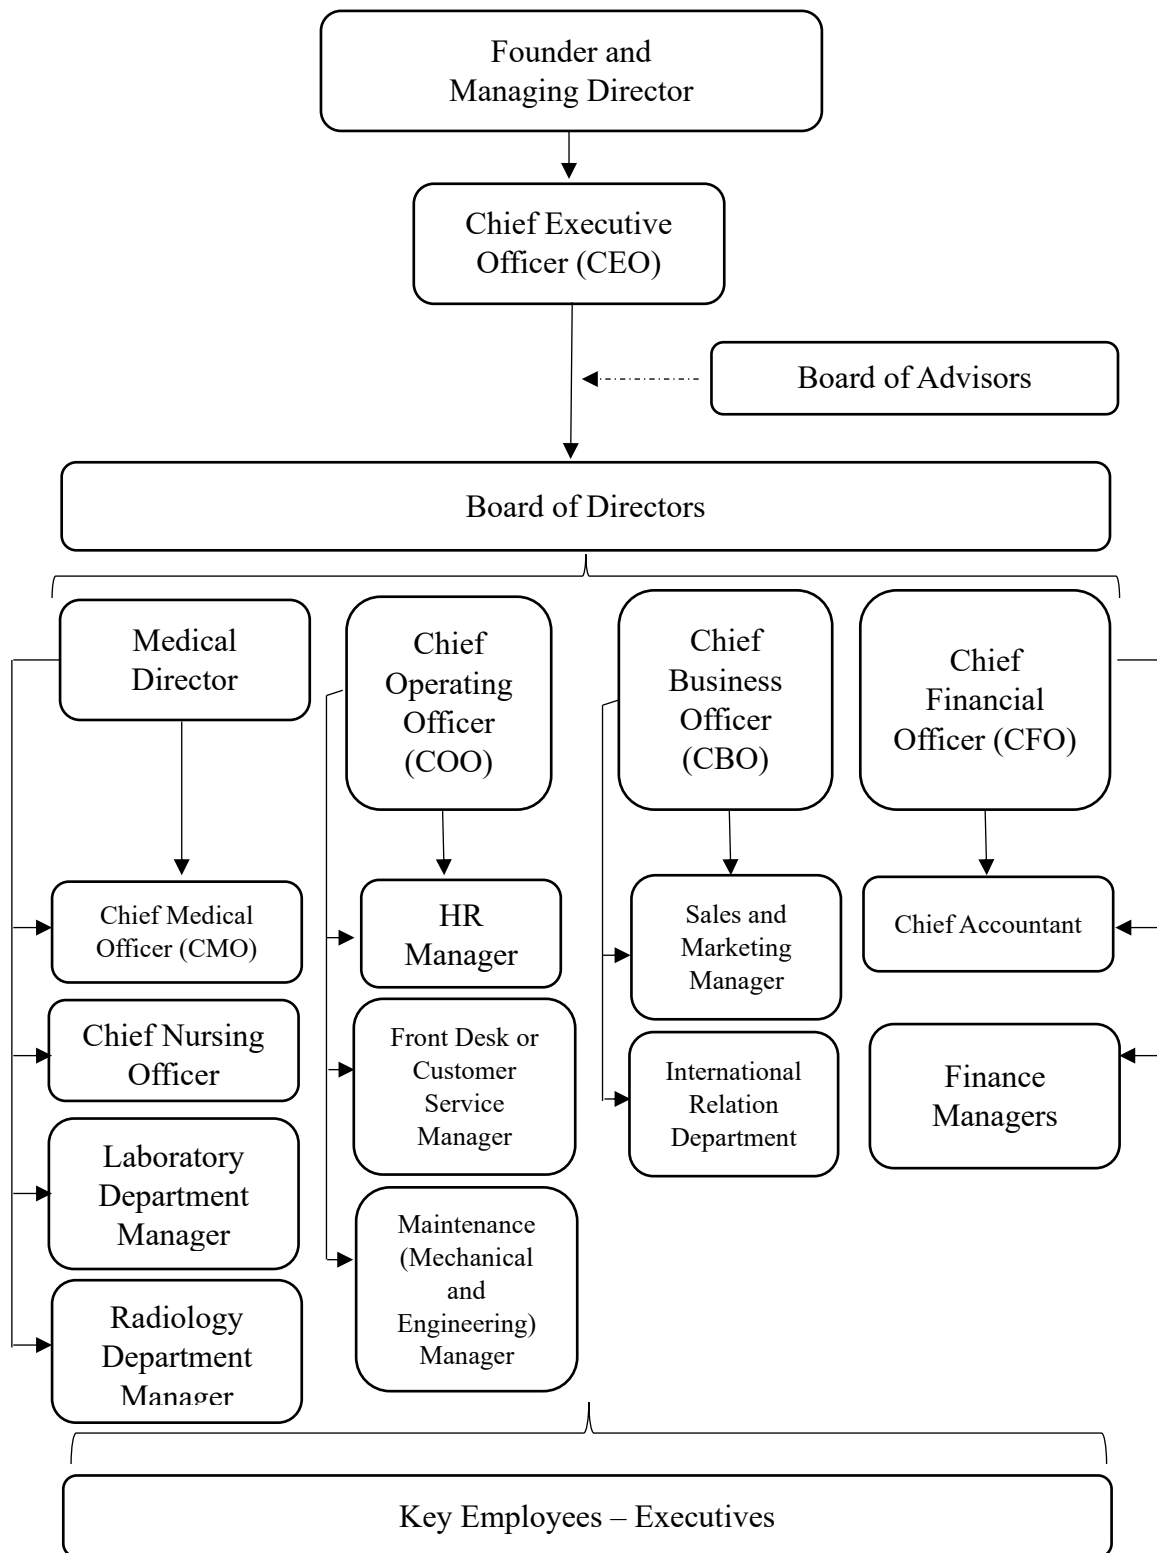 Founder and
Managing Director
Chief Executive
Officer (CEO)
Board of Advisors
Board of Directors
Medical
Director
Chief
Operating
Officer
(COO)
Chief
Business
Officer
(CBO)
Chief
Financial
Officer (CFO)
Chief Medical
Officer (CMO)
HR
Manager
Sales and
Marketing
Manager
Chief Accountant
Chief Nursing
Officer
Front Desk or
Customer
Service
Manager
International
Relation
Department
Finance
Managers
Laboratory
Department
Manager
Maintenance
(Mechanical
and
Engineering)
Manager
Radiology
Department
Manager
Key Employees – Executives